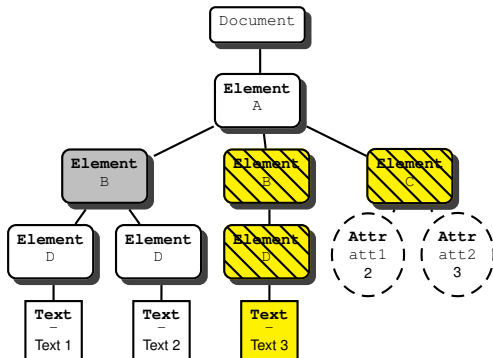 Document
Element
A
Element
B
Element
B
Element
C
Element
D
Element
D
Element
D
Attr
att1
2
Attr
att2
3
Text
–
Text 1
Text
–
Text 2
Text
–
Text 3